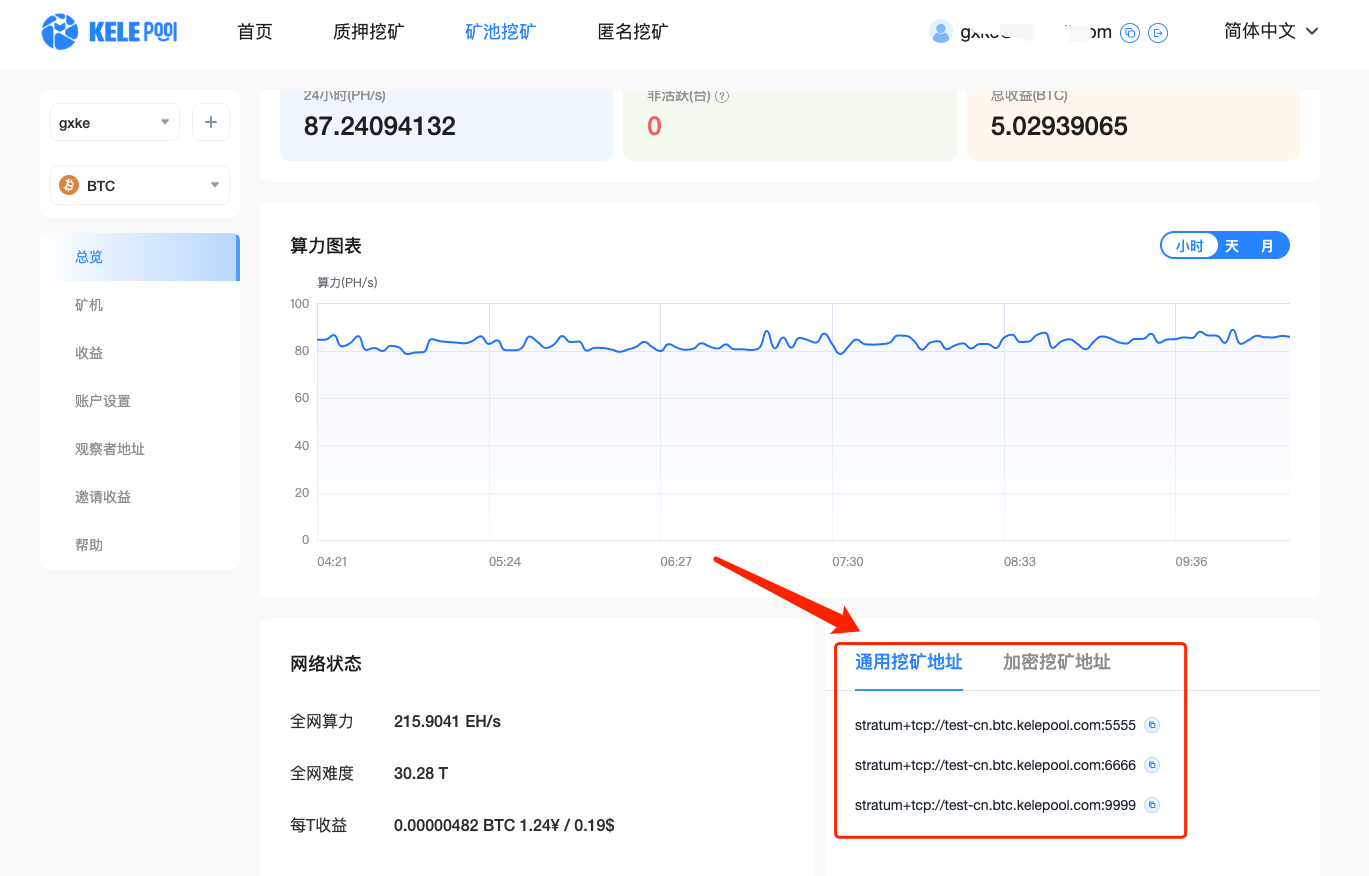 KELE POOL
首页
质押挖矿
矿池挖矿
匿名挖矿
简体中文
gxke
BTC
总览
矿机
收益
账户设置
观察者地址
邀请收益
帮助
24小时(PH/s)
87.24094132
非活跃(台)
0
总收益(BTC)
5.02939065
算力图表
小时 天 月
算力(PH/s)
100
80
60
40
20
0
04:21 05:24 06:27 07:30 08:33 09:36
网络状态
全网算力 215.9041 EH/s
全网难度 30.28 T
每T收益 0.00000482 BTC 1.24¥ / 0.19$
通用挖矿地址 加密挖矿地址
stratum+tcp://test-cn.btc.kelepool.com:5555
stratum+tcp://test-cn.btc.kelepool.com:6666
stratum+tcp://test-cn.btc.kelepool.com:9999